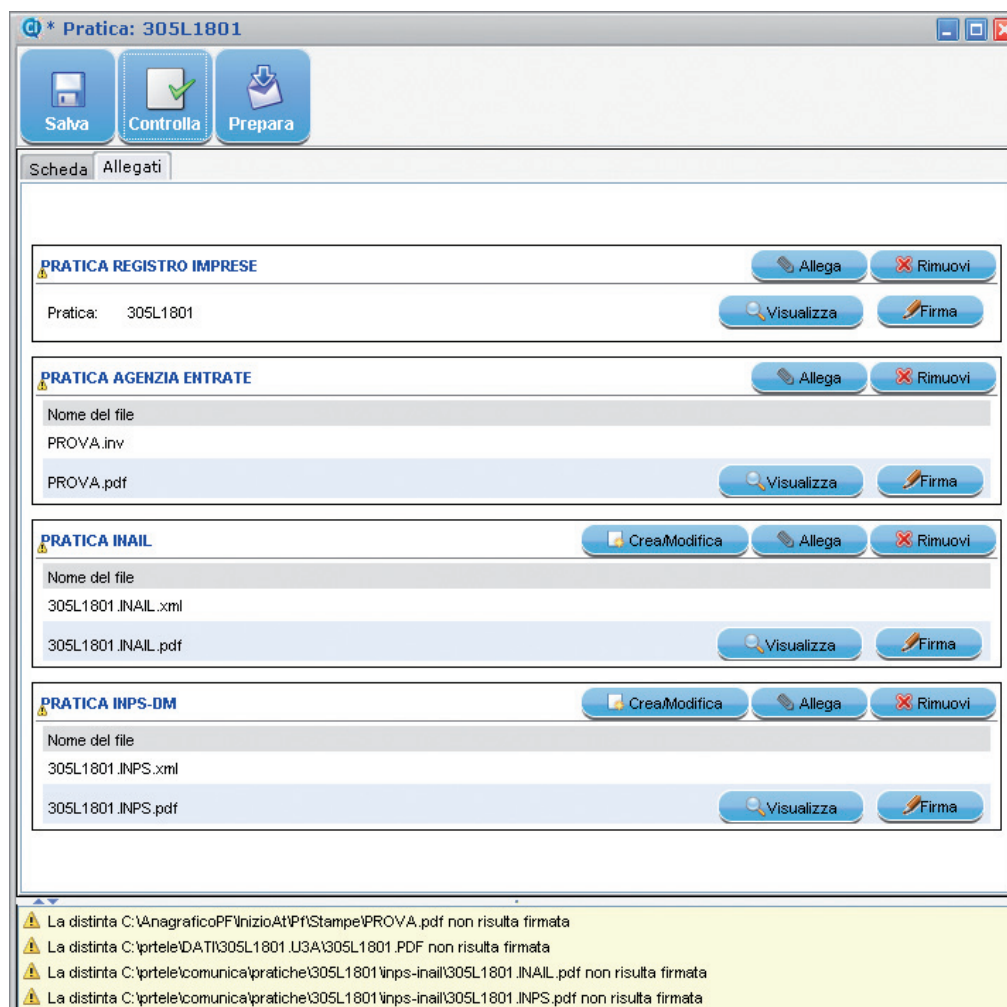 CI * Pratica: 305L1801
Salva Controlla Prepara
Scheda Allegati
PRATICA REGISTRO IMPRESE Allega Rimuovi
Pratica: 305L1801 Visualizza Firma
PRATICA AGENZIA ENTRATE Allega Rimuovi
Nome del file
PROVA.inv
PROVA.pdf Visualizza Firma
PRATICA INAIL Crea/Modifica Allega Rimuovi
Nome del file
305L1801.INAIL.xml
305L1801.INAIL.pdf Visualizza Firma
PRATICA INPS-DM Crea/Modifica Allega Rimuovi
Nome del file
305L1801.INPS.xml
305L1801.INPS.pdf Visualizza Firma
La distinta C:\AnagraficoPF\InizioAt\Pf\Stampe\PROVA.pdf non risulta firmata
La distinta C:\prtele\DATI\305L1801.U3A\305L1801.PDF non risulta firmata
La distinta C:\prtele\comunica\pratiche\305L1801\inps-inail\305L1801.INAIL.pdf non risulta firmata
La distinta C:\prtele\comunica\pratiche\305L1801\inps-inail\305L1801.INPS.pdf non risulta firmata